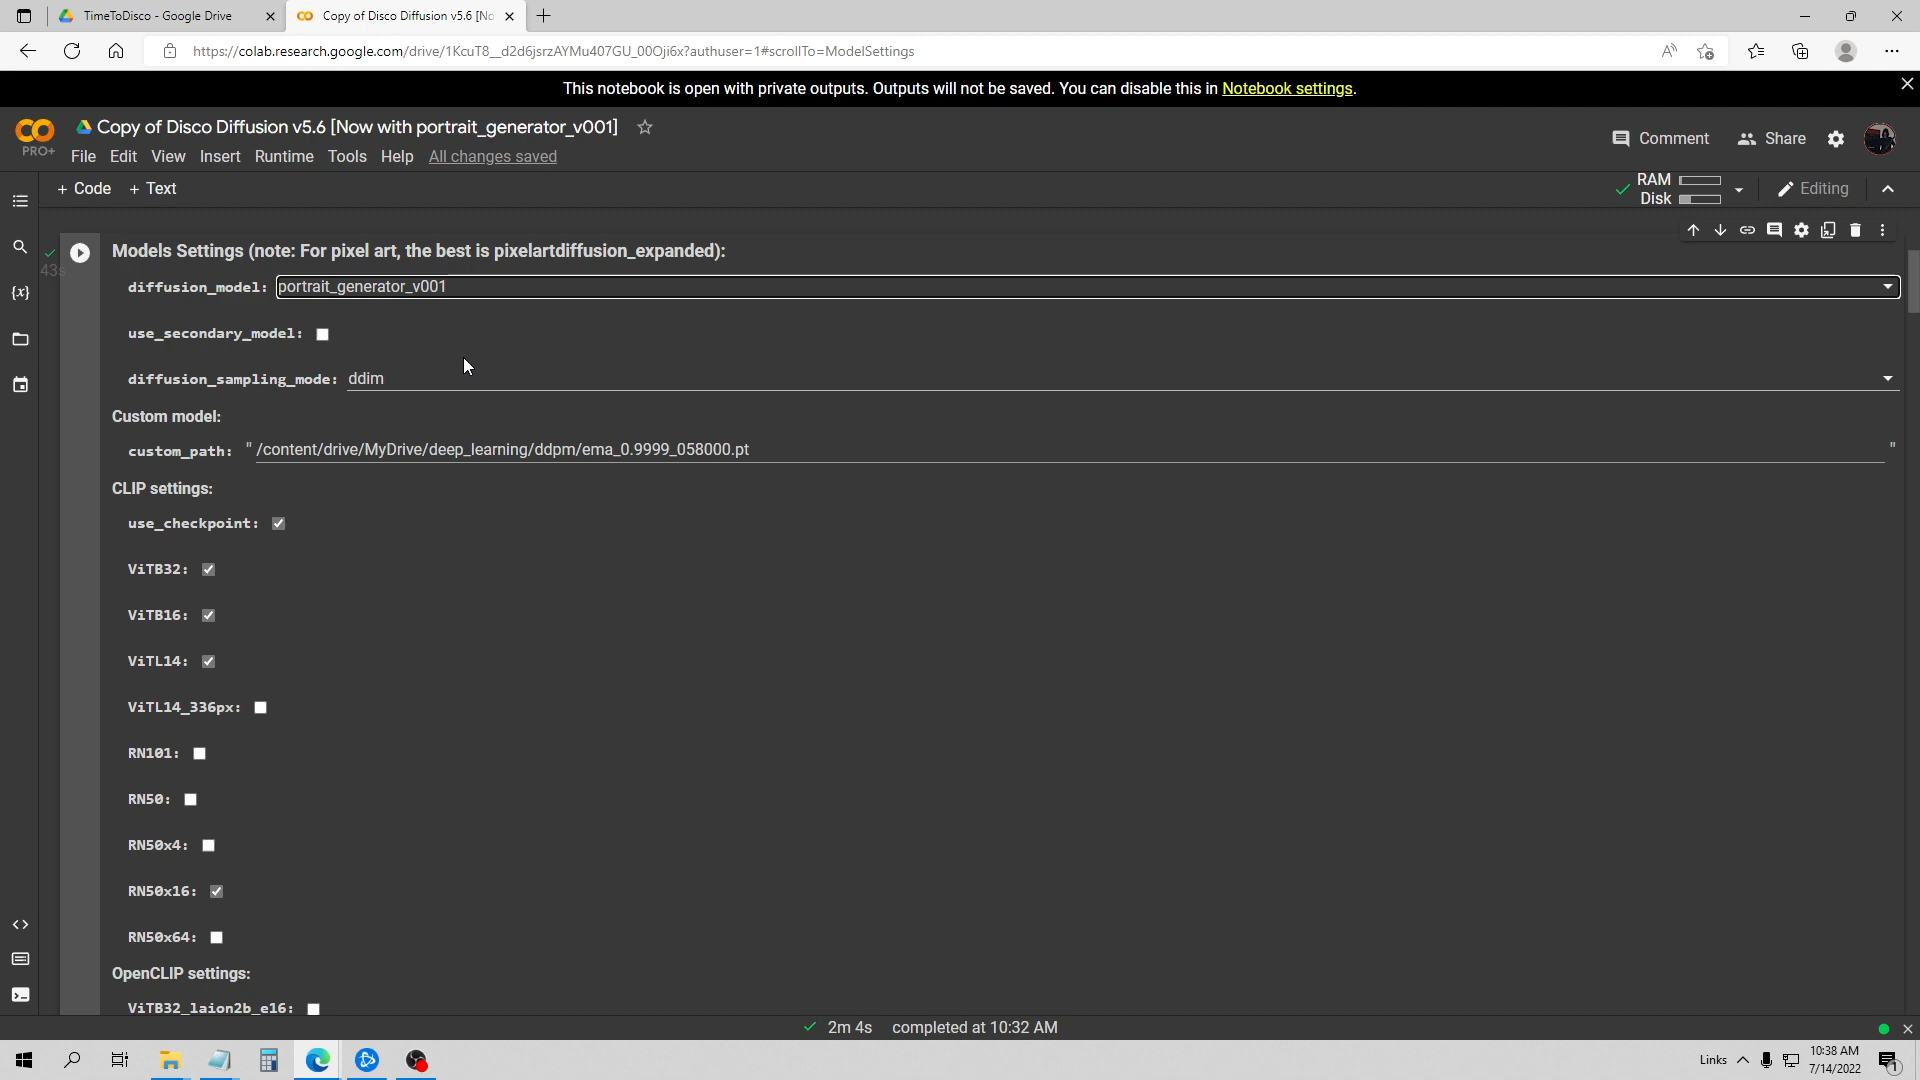 TimeToDisco - Google Drive
Copy of Disco Diffusion v5.6 [No
https://colab.research.google.com/drive/1KcuT8__d2d6jsrzAYMu407GU_00Oji6x?authuser=1#scrollTo=ModelSettings
This notebook is open with private outputs. Outputs will not be saved. You can disable this in Notebook settings.
Copy of Disco Diffusion v5.6 [Now with portrait_generator_v001]
PRO+
Comment
Share
File Edit View Insert Runtime Tools Help All changes saved
+ Code + Text
RAM
Disk
Editing
43s
Models Settings (note: For pixel art, the best is pixelartdiffusion_expanded):
diffusion_model: portrait_generator_v001
use_secondary_model:
diffusion_sampling_mode: ddim
Custom model:
custom_path: " /content/drive/MyDrive/deep_learning/ddpm/ema_0.9999_058000.pt "
CLIP settings:
use_checkpoint:
ViTB32:
ViTB16:
ViTL14:
ViTL14_336px:
RN101:
RN50:
RN50x4:
RN50x16:
RN50x64:
OpenCLIP settings:
ViTB32_laion2b_e16:
2m 4s completed at 10:32 AM
Links
10:38 AM
7/14/2022
1